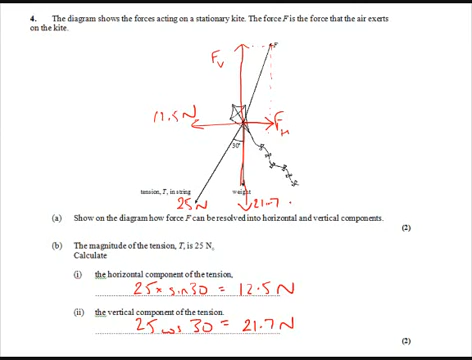 4. The diagram shows the forces acting on a stationary kite. The force F is the force that the air exerts
on the kite.
F
Fv
12.5 N
FH
30°
tension, T, in string
weight
25N
21.7
(a) Show on the diagram how force F can be resolved into horizontal and vertical components.
(2)
(b) The magnitude of the tension, T, is 25 N.
Calculate
(i) the horizontal component of the tension,
25 × sin30 = 12.5 N
(ii) the vertical component of the tension.
25 cos 30 = 21.7 N
(2)